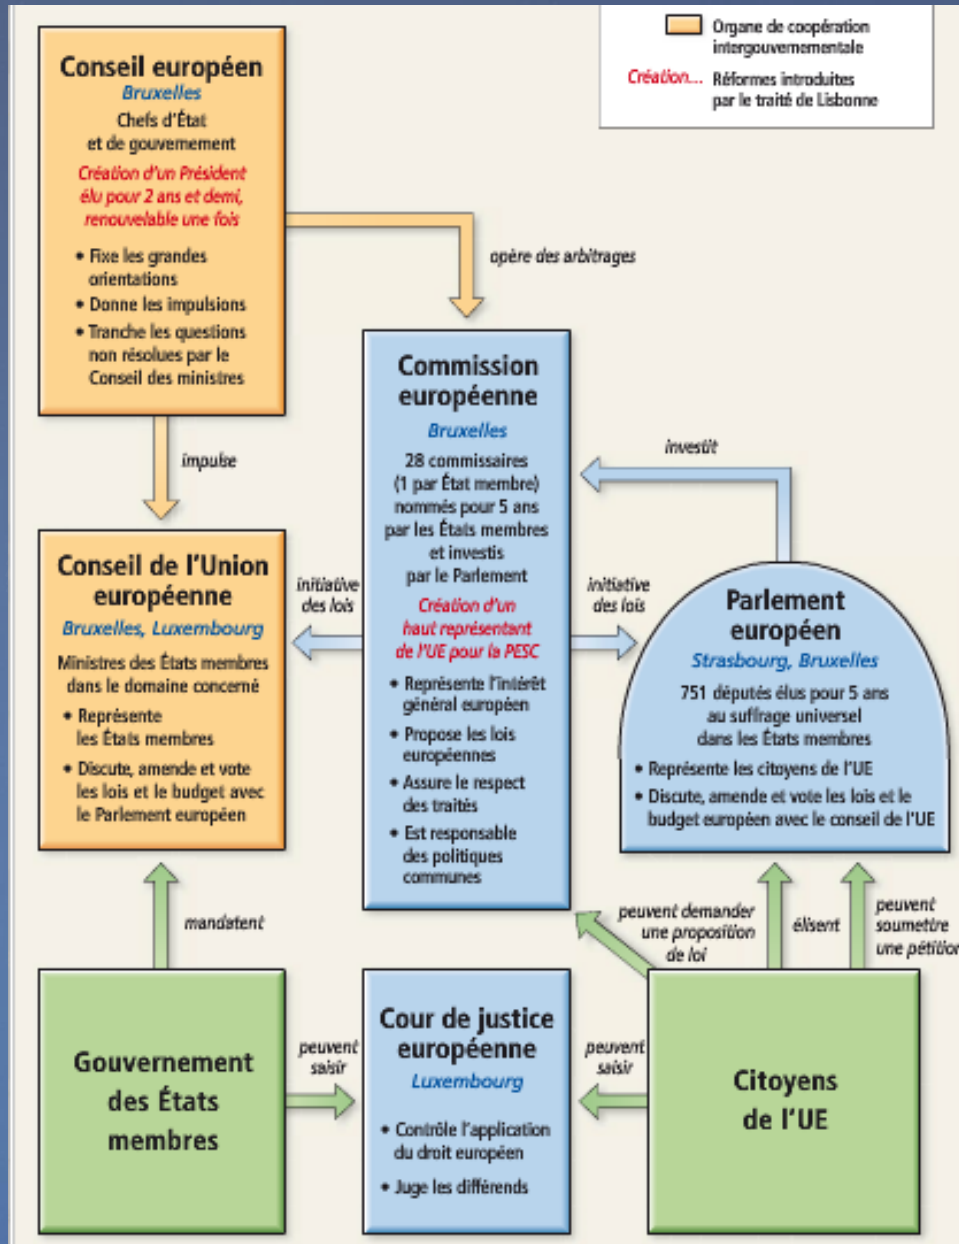 Organe de coopération
intergouvernementale
Création... Réformes introduites
par le traité de Lisbonne
Conseil européen
Bruxelles
Chefs d'État
et de gouvernement
Création d'un Président
élu pour 2 ans et demi,
renouvelable une fois
• Fixe les grandes
orientations
• Donne les impulsions
• Tranche les questions
non résolues par le
Conseil des ministres
opère des arbitrages
impulse
Commission
européenne
Bruxelles
28 commissaires
(1 par État membre)
nommés pour 5 ans
par les États membres
et investis
par le Parlement
Création d'un
haut représentant
de l'UE pour la PESC
• Représente l'intérêt
général européen
• Propose les lois
européennes
• Assure le respect
des traités
• Est responsable
des politiques
communes
investit
Conseil de l'Union
européenne
Bruxelles, Luxembourg
Ministres des États membres
dans le domaine concerné
• Représente
les États membres
• Discute, amende et vote
les lois et le budget avec
le Parlement européen
initiative
des lois
initiative
des lois
Parlement
européen
Strasbourg, Bruxelles
751 députés élus pour 5 ans
au suffrage universel
dans les États membres
• Représente les citoyens de l'UE
• Discute, amende et vote les lois et le
budget européen avec le conseil de l'UE
mandatent
peuvent demander
une proposition
de loi
élisent
peuvent
soumettre
une pétition
Gouvernement
des États
membres
peuvent
saisir
Cour de justice
européenne
Luxembourg
• Contrôle l'application
du droit européen
• Juge les différends
peuvent
saisir
Citoyens
de l'UE